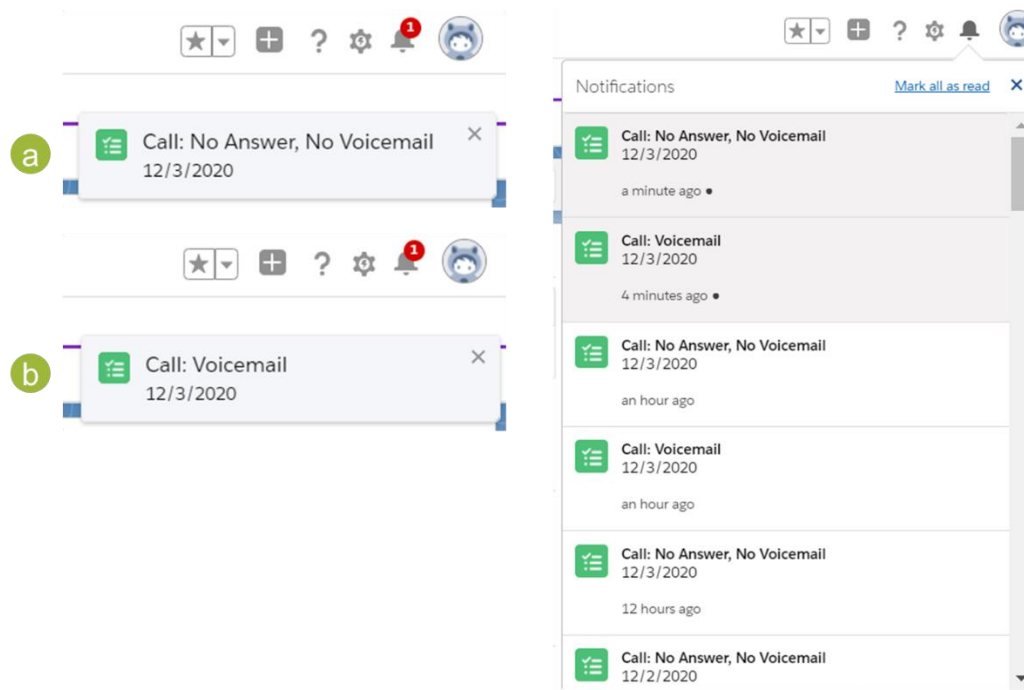 1
a
Call: No Answer, No Voicemail
12/3/2020
1
b
Call: Voicemail
12/3/2020
Notifications
Mark all as read
Call: No Answer, No Voicemail
12/3/2020
a minute ago •
Call: Voicemail
12/3/2020
4 minutes ago •
Call: No Answer, No Voicemail
12/3/2020
an hour ago
Call: Voicemail
12/3/2020
an hour ago
Call: No Answer, No Voicemail
12/3/2020
12 hours ago
Call: No Answer, No Voicemail
12/2/2020